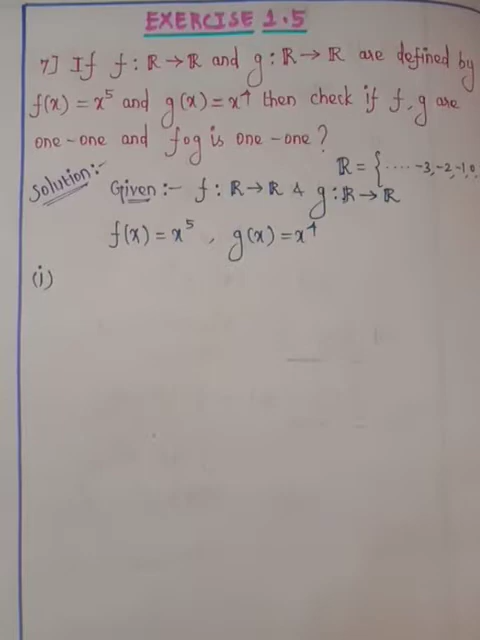 EXERCISE 1.5
7] If f : ℝ → ℝ and g : ℝ → ℝ are defined by
f(x) = x⁵ and g(x) = x⁴ then check if f, g are
one-one and fog is one-one ?
ℝ = { ..... -3, -2, -1, 0,
Solution:-
Given :- f : ℝ → ℝ & g : ℝ → ℝ
f(x) = x⁵ , g(x) = x⁴
(i)